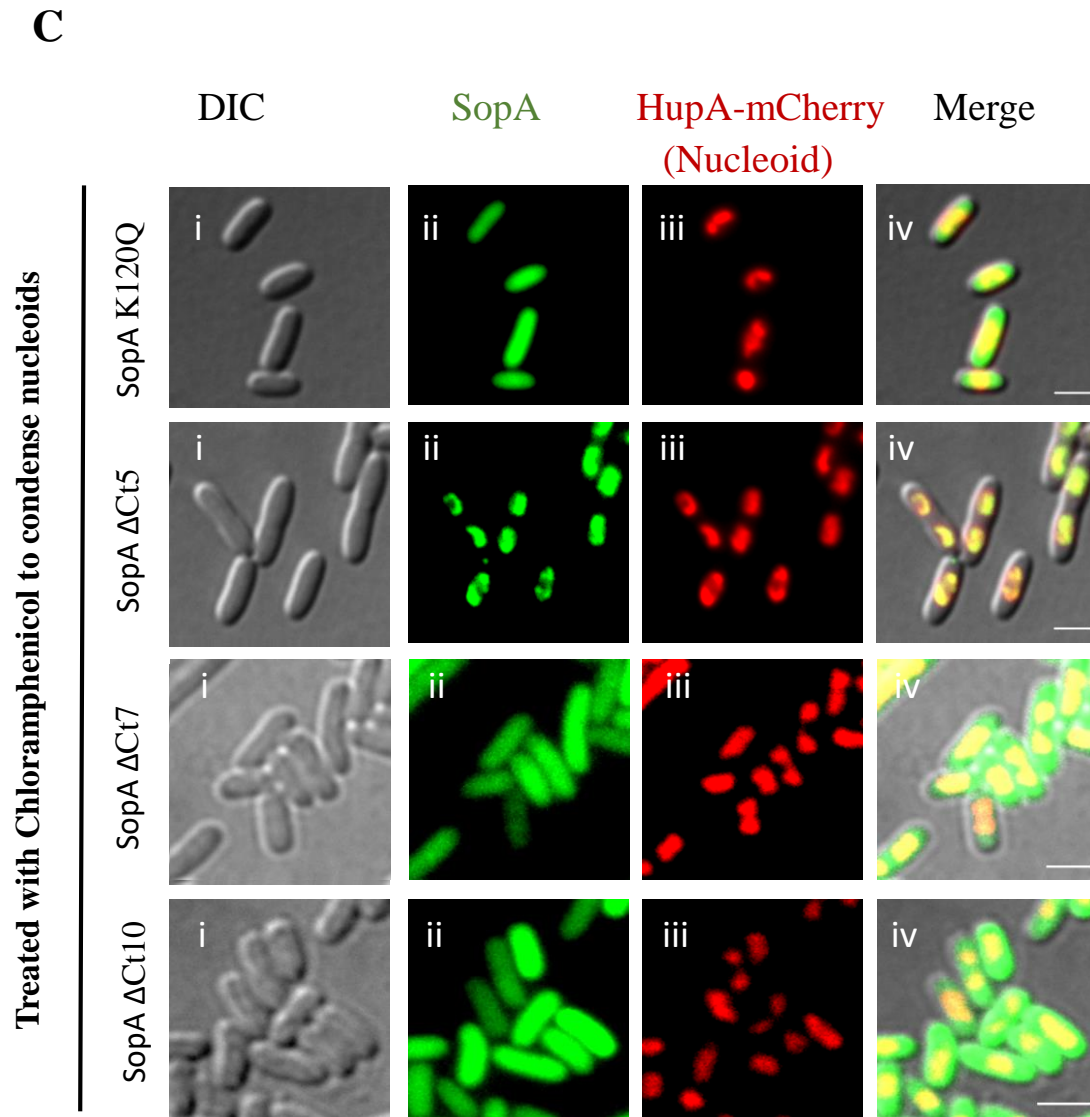 C
DIC SopA HupA-mCherry Merge
(Nucleoid)
Treated with Chloramphenicol to condense nucleoids
SopA K120Q
i ii iii iv
SopA ΔCt5
i ii iii iv
SopA ΔCt7
i ii iii iv
SopA ΔCt10
i ii iii iv